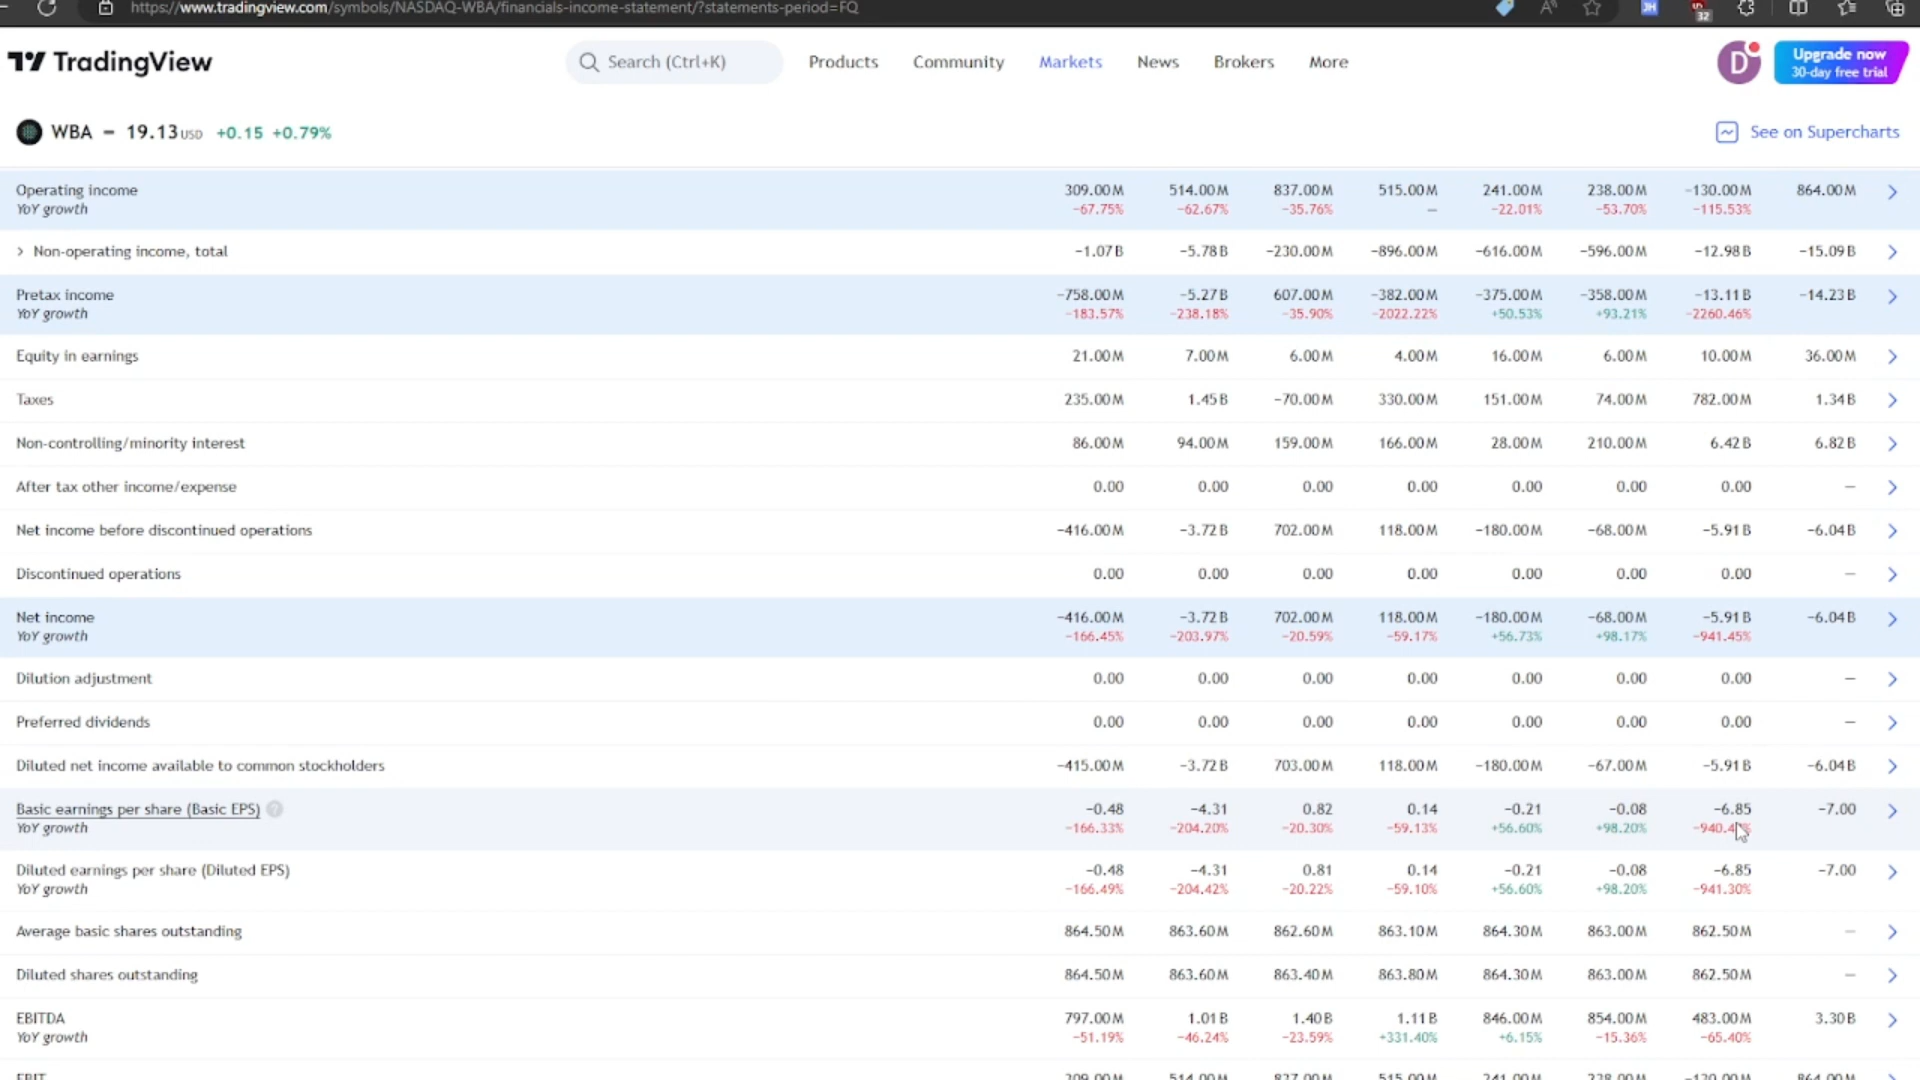 https://www.tradingview.com/symbols/NASDAQ-WBA/financials-income-statement/?statements-period=FQ
A
JH
32
TradingView
Search (Ctrl+K)
Products Community Markets News Brokers More
D
Upgrade now
30-day free trial
WBA – 19.13 USD +0.15 +0.79%
See on Supercharts
Operating income 309.00M 514.00M 837.00M 515.00M 241.00M 238.00M −130.00M 864.00M
YoY growth −67.75% −62.67% −35.76% — −22.01% −53.70% −115.53%
Non-operating income, total −1.07B −5.78B −230.00M −896.00M −616.00M −596.00M −12.98B −15.09B
Pretax income −758.00M −5.27B 607.00M −382.00M −375.00M −358.00M −13.11B −14.23B
YoY growth −183.57% −238.18% −35.90% −2022.22% +50.53% +93.21% −2260.46%
Equity in earnings 21.00M 7.00M 6.00M 4.00M 16.00M 6.00M 10.00M 36.00M
Taxes 235.00M 1.45B −70.00M 330.00M 151.00M 74.00M 782.00M 1.34B
Non-controlling/minority interest 86.00M 94.00M 159.00M 166.00M 28.00M 210.00M 6.42B 6.82B
After tax other income/expense 0.00 0.00 0.00 0.00 0.00 0.00 0.00 —
Net income before discontinued operations −416.00M −3.72B 702.00M 118.00M −180.00M −68.00M −5.91B −6.04B
Discontinued operations 0.00 0.00 0.00 0.00 0.00 0.00 0.00 —
Net income −416.00M −3.72B 702.00M 118.00M −180.00M −68.00M −5.91B −6.04B
YoY growth −166.45% −203.97% −20.59% −59.17% +56.73% +98.17% −941.45%
Dilution adjustment 0.00 0.00 0.00 0.00 0.00 0.00 0.00 —
Preferred dividends 0.00 0.00 0.00 0.00 0.00 0.00 0.00 —
Diluted net income available to common stockholders −415.00M −3.72B 703.00M 118.00M −180.00M −67.00M −5.91B −6.04B
Basic earnings per share (Basic EPS) ? −0.48 −4.31 0.82 0.14 −0.21 −0.08 −6.85 −7.00
YoY growth −166.33% −204.20% −20.30% −59.13% +56.60% +98.20%
Diluted earnings per share (Diluted EPS) −0.48 −4.31 0.81 0.14 −0.21 −0.08 −6.85 −7.00
YoY growth −166.49% −204.42% −20.22% −59.10% +56.60% +98.20% −941.30%
Average basic shares outstanding 864.50M 863.60M 862.60M 863.10M 864.30M 863.00M 862.50M —
Diluted shares outstanding 864.50M 863.60M 863.40M 863.80M 864.30M 863.00M 862.50M —
EBITDA 797.00M 1.01B 1.40B 1.11B 846.00M 854.00M 483.00M 3.30B
YoY growth −51.19% −46.24% −23.59% +331.40% +6.15% −15.36% −65.40%
EBIT 309.00M 514.00M 837.00M 515.00M 241.00M 238.00M −130.00M 864.00M